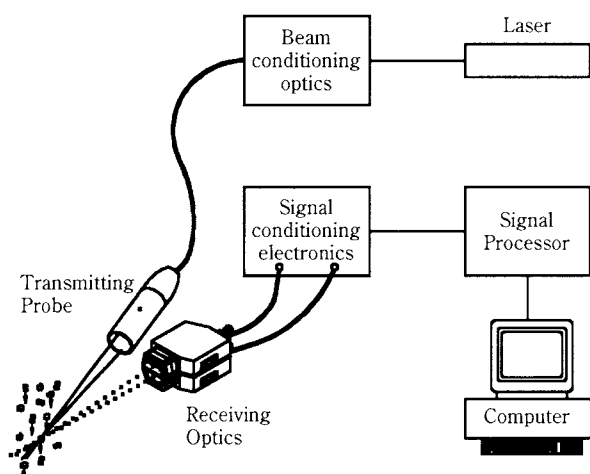 Laser
Beam
conditioning
optics
Signal
conditioning
electronics
Signal
Processor
Transmitting
Probe
Receiving
Optics
Computer